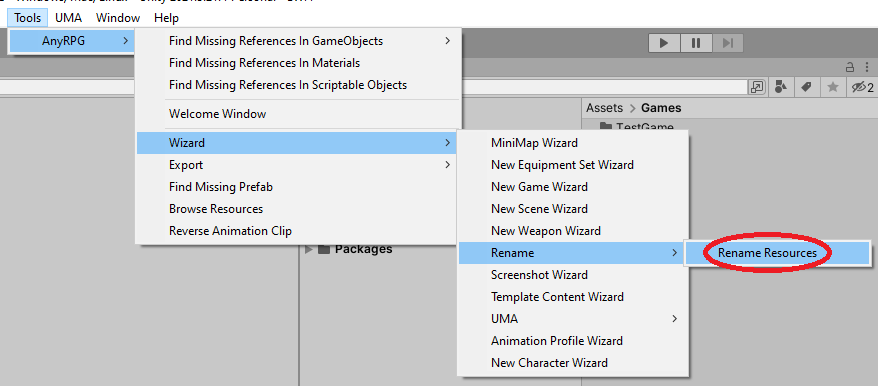 Tools UMA Window Help
AnyRPG
Find Missing References In GameObjects
Find Missing References In Materials
Find Missing References In Scriptable Objects
Welcome Window
Wizard
Export
Find Missing Prefab
Browse Resources
Reverse Animation Clip
2
Assets > Games
TestGame
MiniMap Wizard
New Equipment Set Wizard
New Game Wizard
New Scene Wizard
New Weapon Wizard
Rename
Screenshot Wizard
Template Content Wizard
UMA
Animation Profile Wizard
New Character Wizard
Rename Resources
Packages